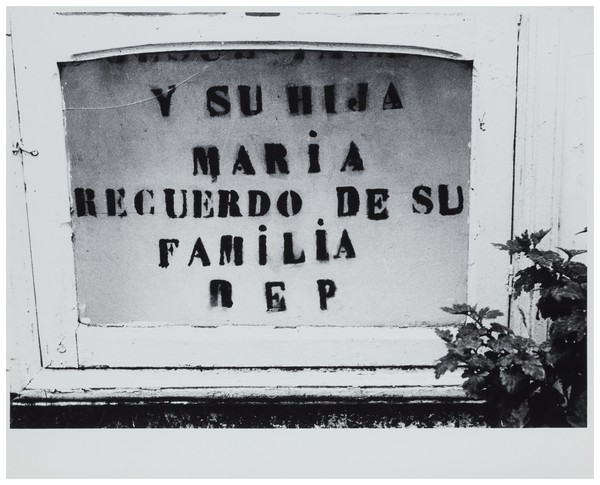 Y SU HIJA
MARiA
RECUERDO DE SU
FAMiLiA
D E P